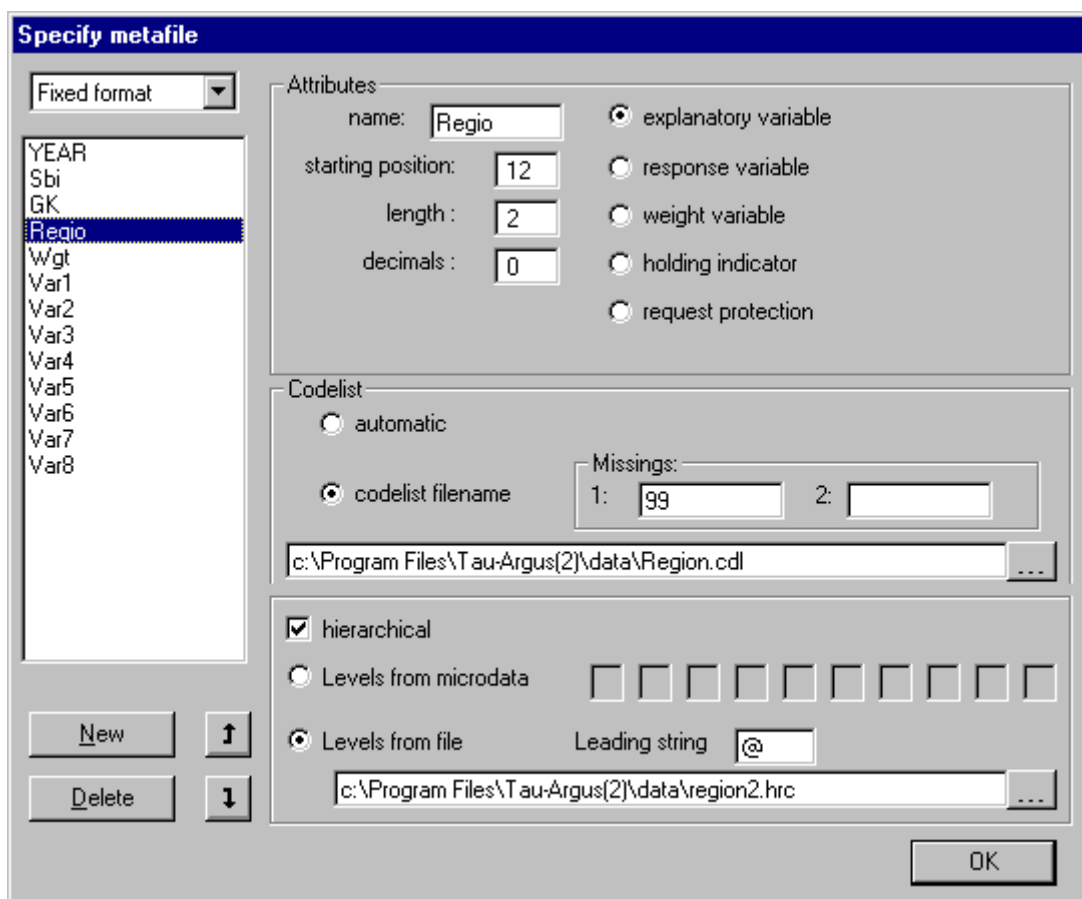 Specify metafile
Fixed format
YEAR
Sbi
GK
Regio
Wgt
Var1
Var2
Var3
Var4
Var5
Var6
Var7
Var8
New
Delete
Attributes
name: Regio
starting position: 12
length : 2
decimals : 0
explanatory variable
response variable
weight variable
holding indicator
request protection
Codelist
automatic
codelist filename
Missings:
1: 99 2:
c:\Program Files\Tau-Argus(2)\data\Region.cdl ...
hierarchical
Levels from microdata
Levels from file Leading string @
c:\Program Files\Tau-Argus(2)\data\region2.hrc ...
OK